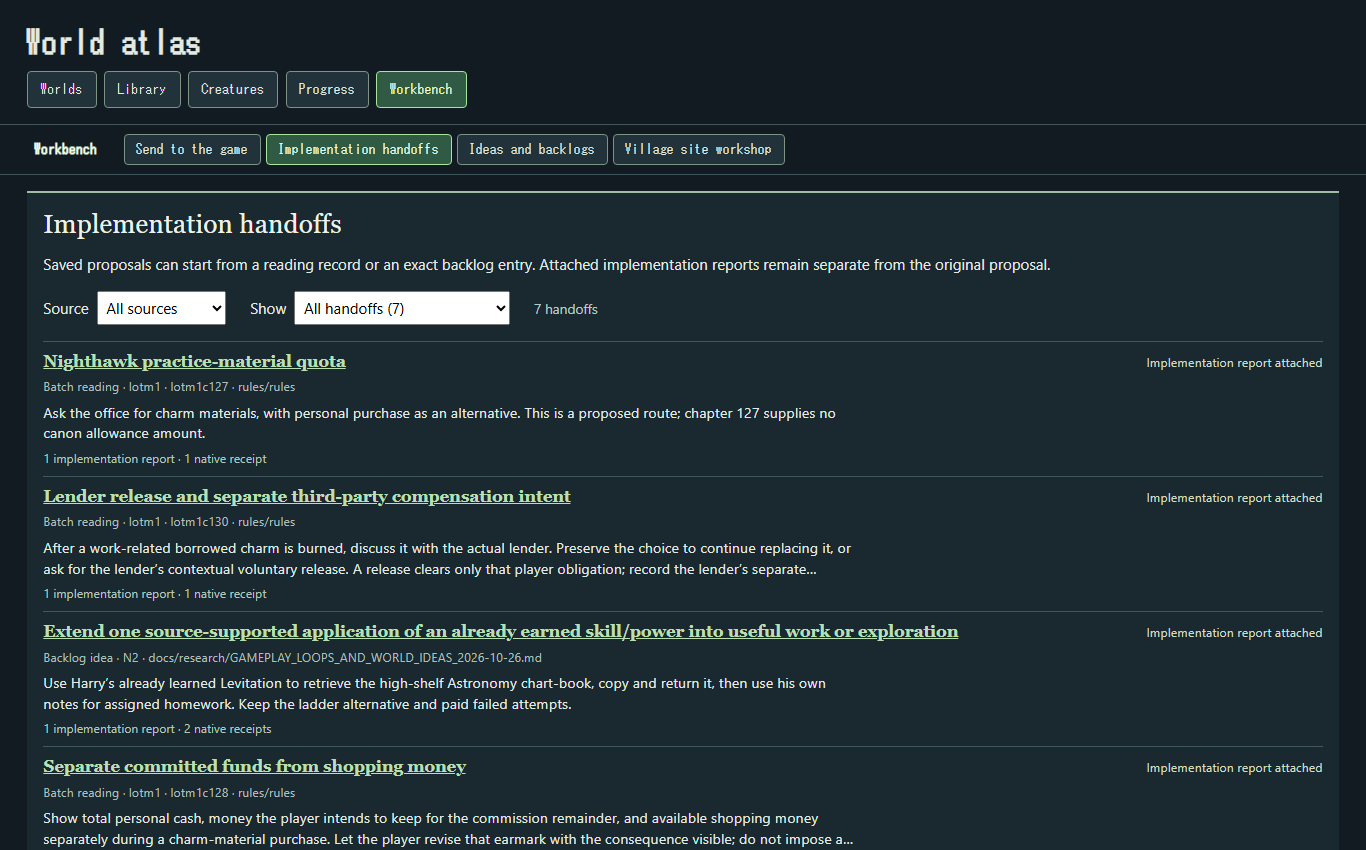 World atlas
Worlds Library Creatures Progress Workbench
Workbench Send to the game Implementation handoffs Ideas and backlogs Village site workshop
Implementation handoffs
Saved proposals can start from a reading record or an exact backlog entry. Attached implementation reports remain separate from the original proposal.
Source All sources Show All handoffs (7) 7 handoffs
Nighthawk practice-material quota Implementation report attached
Batch reading · lotm1 · lotm1c127 · rules/rules
Ask the office for charm materials, with personal purchase as an alternative. This is a proposed route; chapter 127 supplies no
canon allowance amount.
1 implementation report · 1 native receipt
Lender release and separate third-party compensation intent Implementation report attached
Batch reading · lotm1 · lotm1c130 · rules/rules
After a work-related borrowed charm is burned, discuss it with the actual lender. Preserve the choice to continue replacing it, or
ask for the lender’s contextual voluntary release. A release clears only that player obligation; record the lender’s separate...
1 implementation report · 1 native receipt
Extend one source-supported application of an already earned skill/power into useful work or exploration Implementation report attached
Backlog idea · N2 · docs/research/GAMEPLAY_LOOPS_AND_WORLD_IDEAS_2026-10-26.md
Use Harry’s already learned Levitation to retrieve the high-shelf Astronomy chart-book, copy and return it, then use his own
notes for assigned homework. Keep the ladder alternative and paid failed attempts.
1 implementation report · 2 native receipts
Separate committed funds from shopping money Implementation report attached
Batch reading · lotm1 · lotm1c128 · rules/rules
Show total personal cash, money the player intends to keep for the commission remainder, and available shopping money
separately during a charm-material purchase. Let the player revise that earmark with the consequence visible; do not impose a...